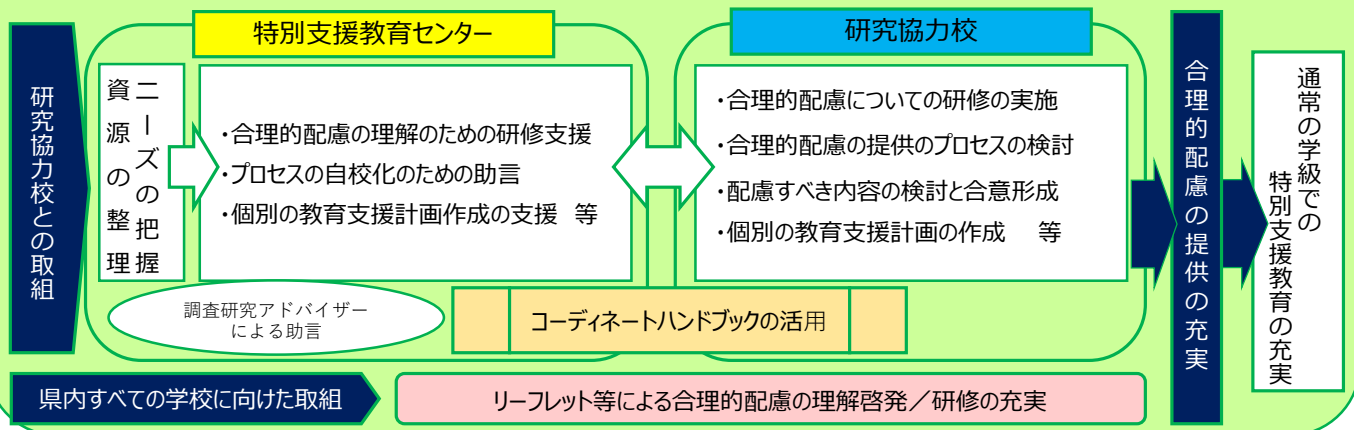 研究協力校との取組
特別支援教育センター
ニーズの把握
資源の整理
・合理的配慮の理解のための研修支援
・プロセスの自校化のための助言
・個別の教育支援計画作成の支援　等
調査研究アドバイザー
による助言
研究協力校
・合理的配慮についての研修の実施
・合理的配慮の提供のプロセスの検討
・配慮すべき内容の検討と合意形成
・個別の教育支援計画の作成　等
コーディネートハンドブックの活用
合理的配慮の提供の充実
通常の学級での
特別支援教育の充実
県内すべての学校に向けた取組
リーフレット等による合理的配慮の理解啓発／研修の充実